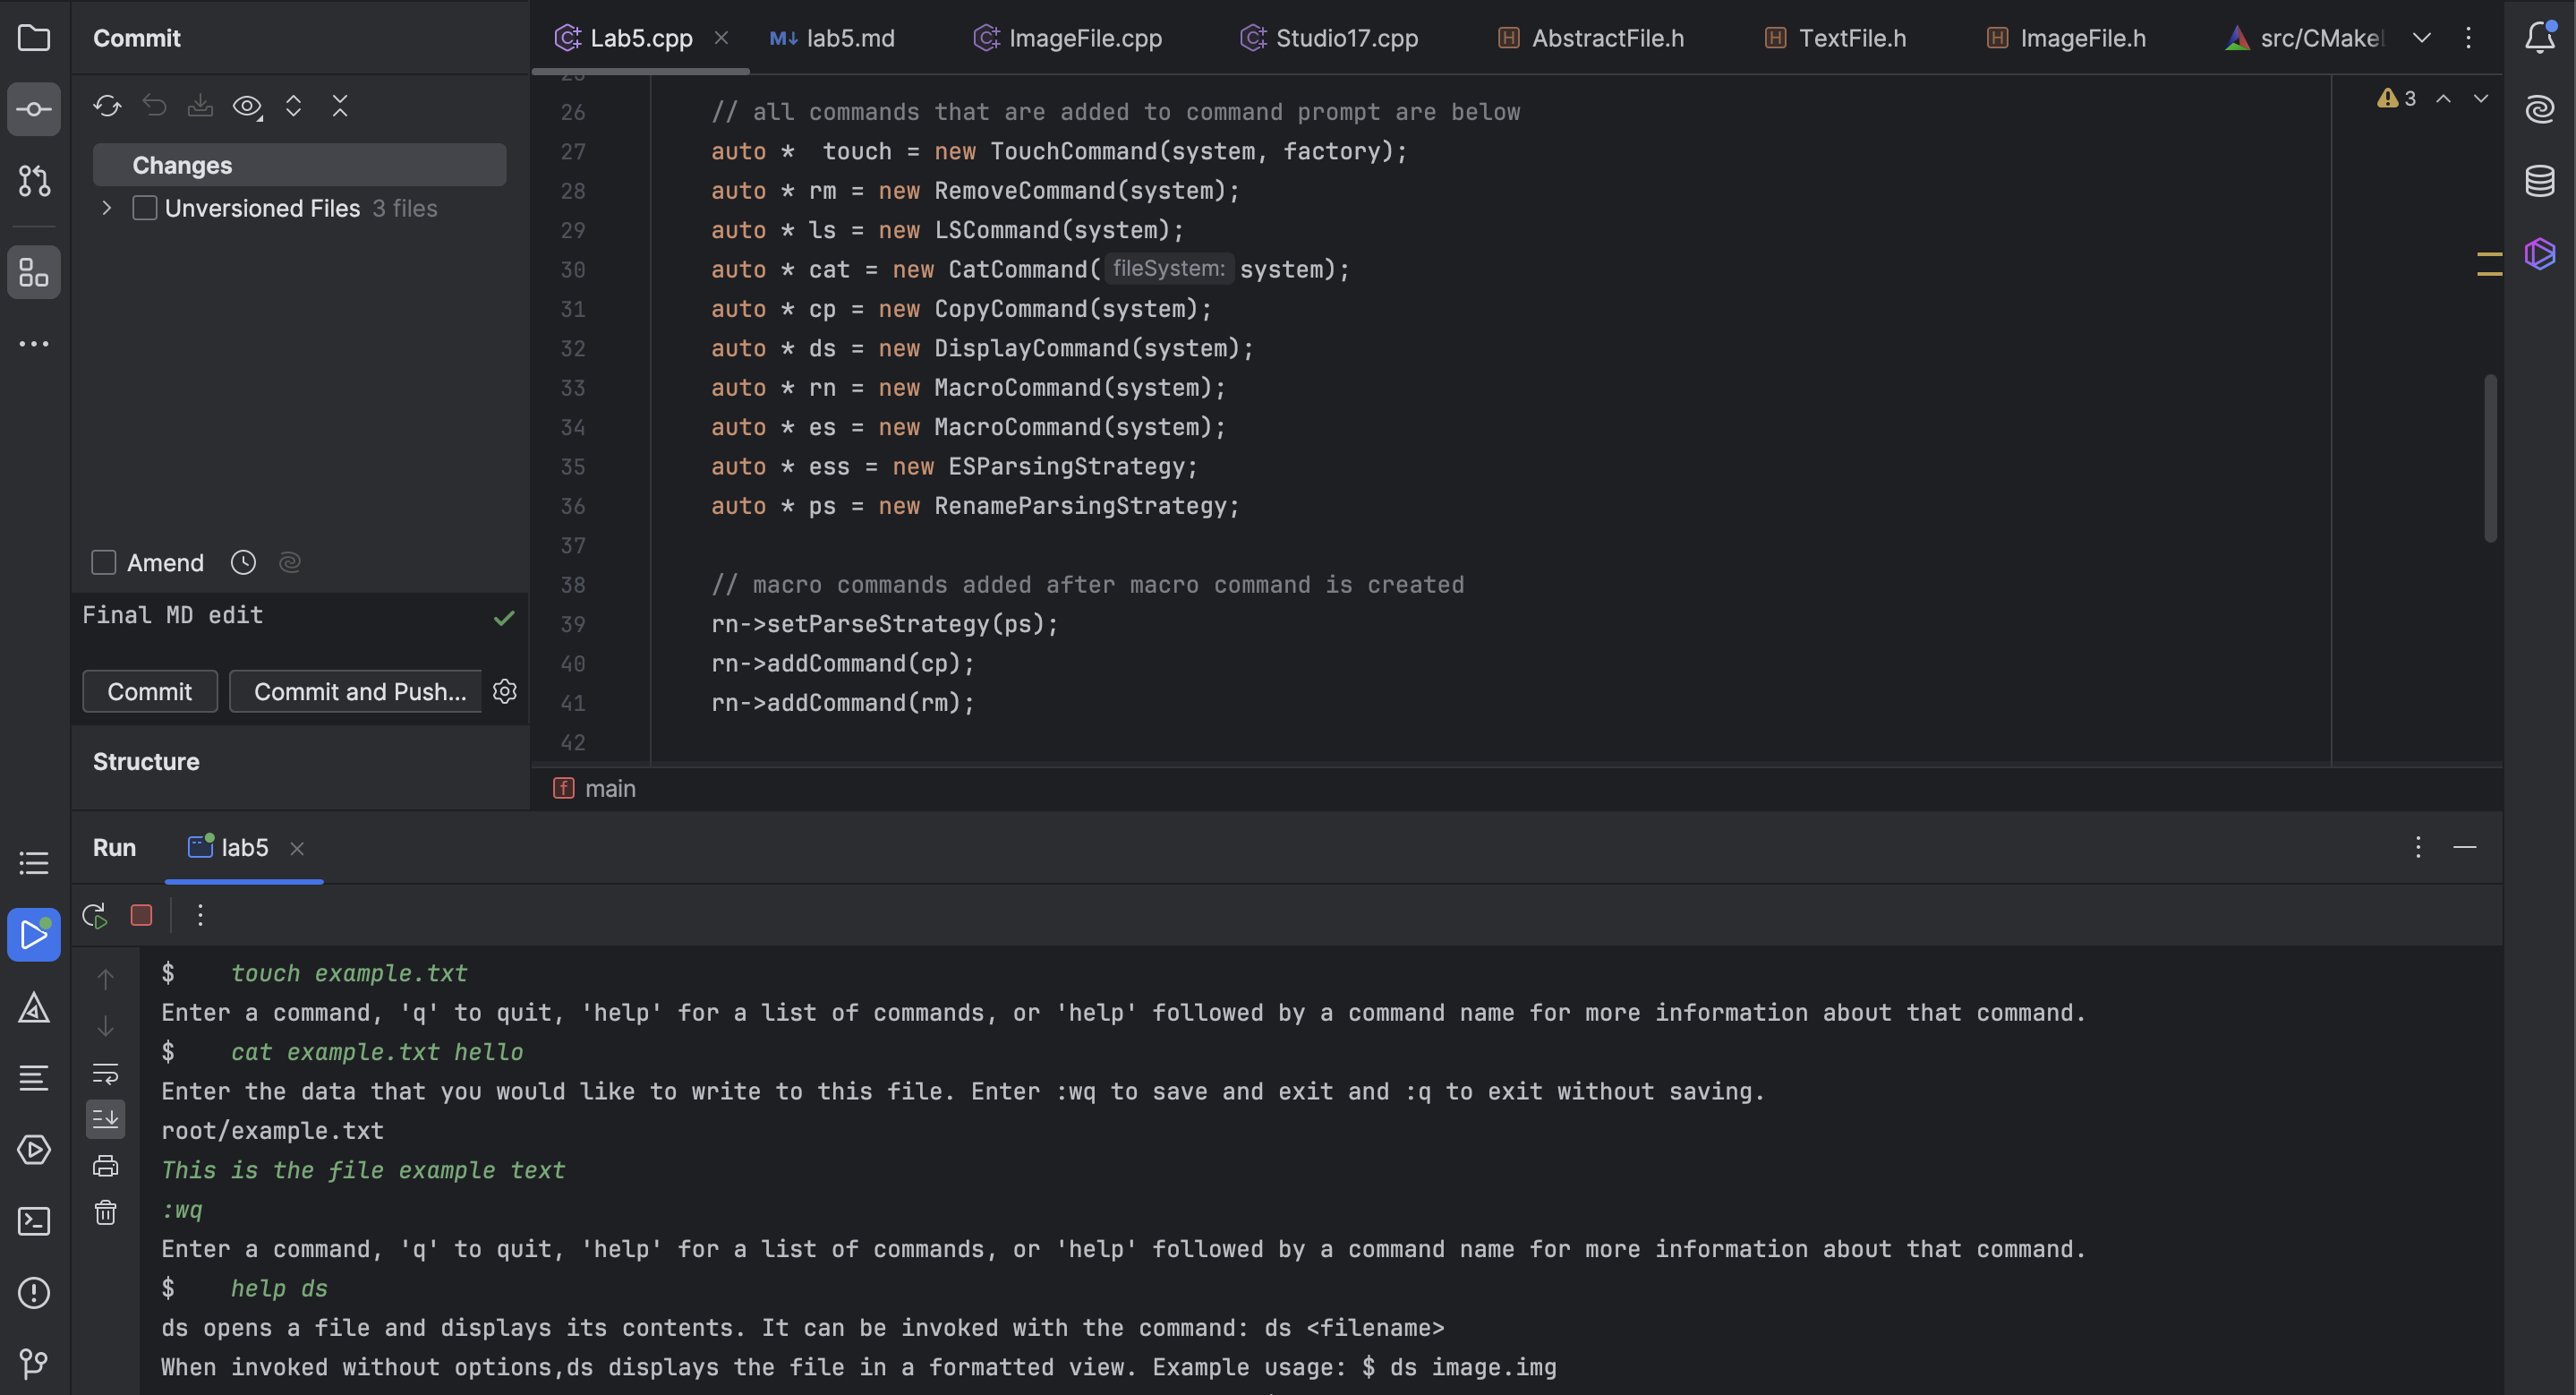 Commit
Changes
Unversioned Files 3 files
Amend
Final MD edit
Commit
Commit and Push...
Structure
Lab5.cpp
M↓ lab5.md
ImageFile.cpp
Studio17.cpp
H AbstractFile.h
H TextFile.h
H ImageFile.h
src/CMakel
3
26 // all commands that are added to command prompt are below
27 auto *  touch = new TouchCommand(system, factory);
28 auto * rm = new RemoveCommand(system);
29 auto * ls = new LSCommand(system);
30 auto * cat = new CatCommand( fileSystem: system);
31 auto * cp = new CopyCommand(system);
32 auto * ds = new DisplayCommand(system);
33 auto * rn = new MacroCommand(system);
34 auto * es = new MacroCommand(system);
35 auto * ess = new ESParsingStrategy;
36 auto * ps = new RenameParsingStrategy;
37
38 // macro commands added after macro command is created
39 rn->setParseStrategy(ps);
40 rn->addCommand(cp);
41 rn->addCommand(rm);
42
f main
Run
lab5
$    touch example.txt
Enter a command, 'q' to quit, 'help' for a list of commands, or 'help' followed by a command name for more information about that command.
$    cat example.txt hello
Enter the data that you would like to write to this file. Enter :wq to save and exit and :q to exit without saving.
root/example.txt
This is the file example text
:wq
Enter a command, 'q' to quit, 'help' for a list of commands, or 'help' followed by a command name for more information about that command.
$    help ds
ds opens a file and displays its contents. It can be invoked with the command: ds <filename>
When invoked without options,ds displays the file in a formatted view. Example usage: $ ds image.img